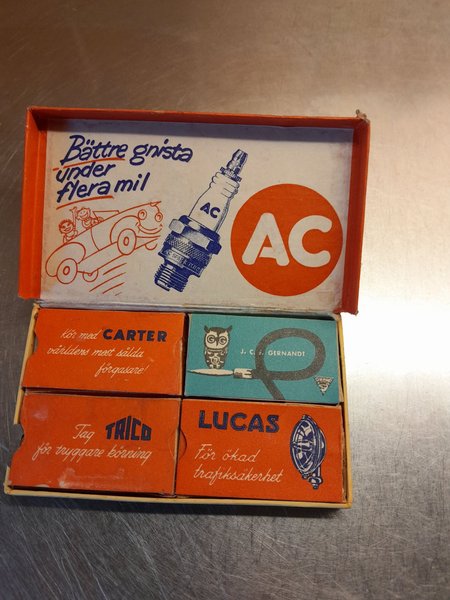 Bättre gnista
under
flera mil
AC
AC
Kör med CARTER
världens mest sålda
förgasare!
J. C. J. GERNANDT
Tag TRICO
för tryggare körning
LUCAS
För ökad
trafiksäkerhet